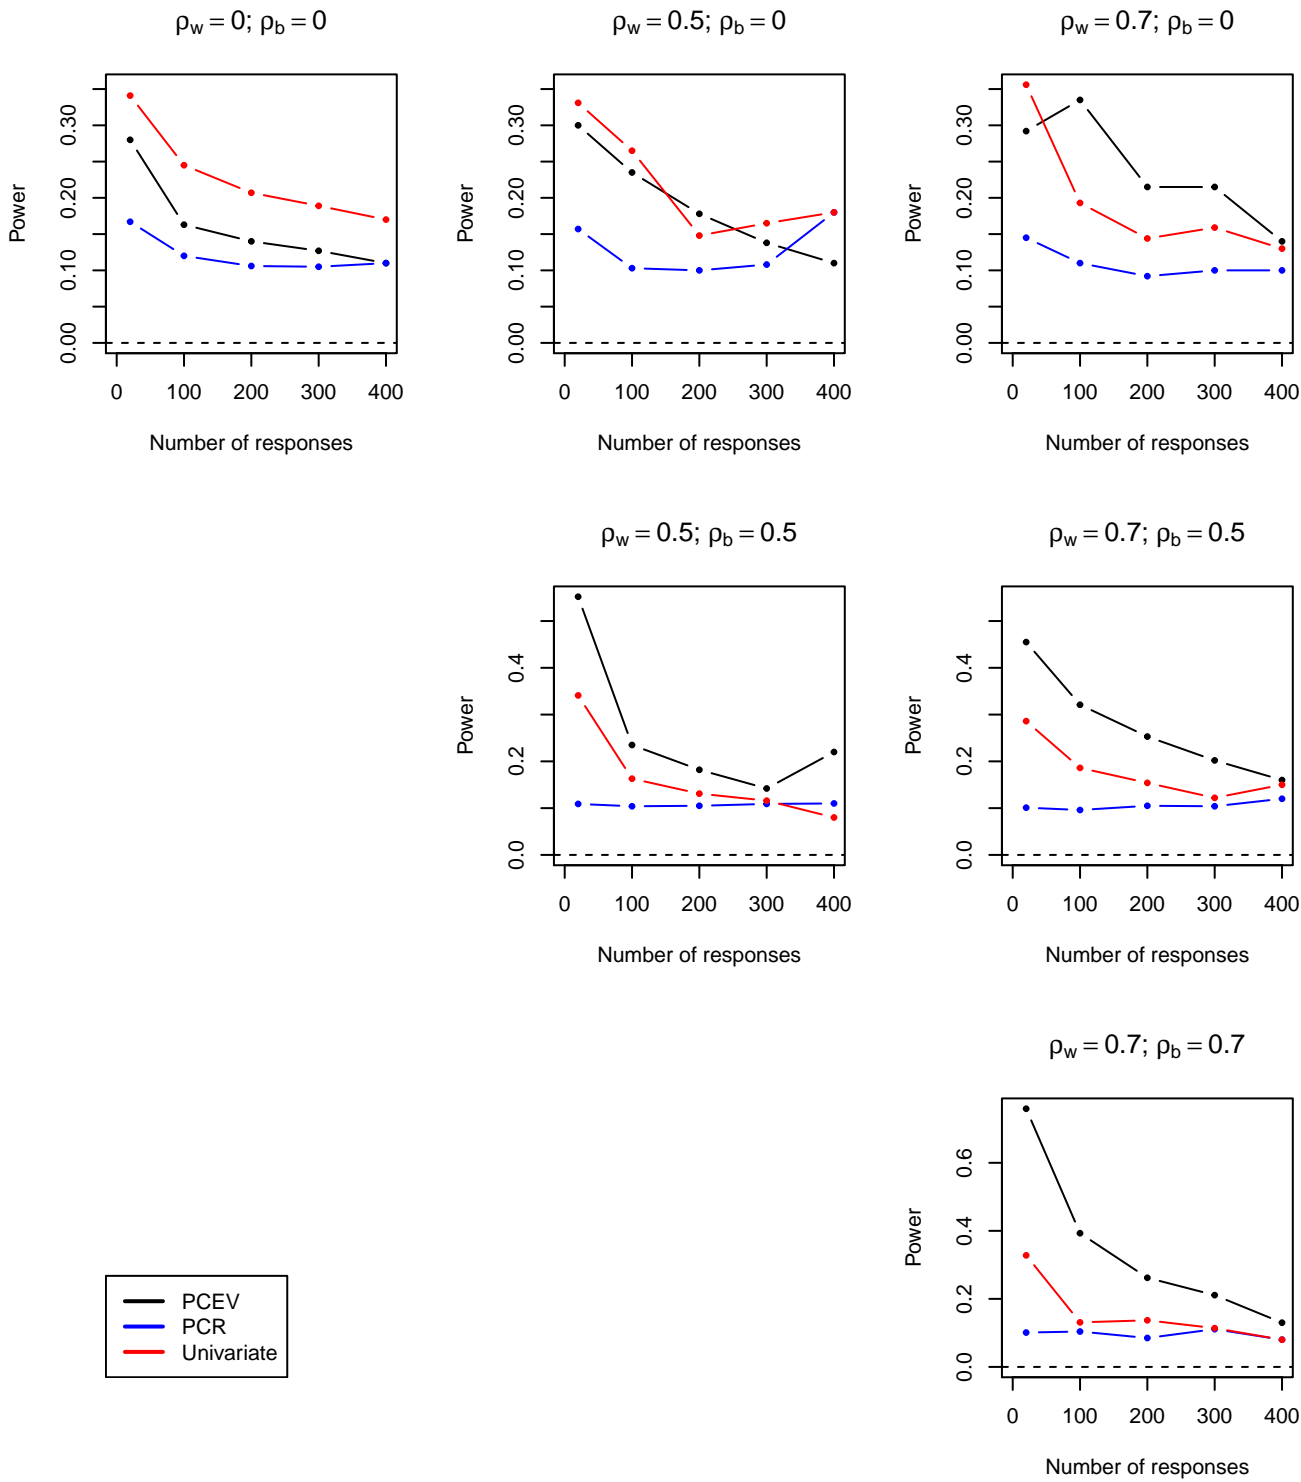 ρw = 0; ρb = 0
Power
0.00 0.10 0.20 0.30
0 100 200 300 400
Number of responses
ρw = 0.5; ρb = 0
Power
0.00 0.10 0.20 0.30
0 100 200 300 400
Number of responses
ρw = 0.7; ρb = 0
Power
0.00 0.10 0.20 0.30
0 100 200 300 400
Number of responses
ρw = 0.5; ρb = 0.5
Power
0.0 0.2 0.4
0 100 200 300 400
Number of responses
ρw = 0.7; ρb = 0.5
Power
0.0 0.2 0.4
0 100 200 300 400
Number of responses
ρw = 0.7; ρb = 0.7
Power
0.0 0.2 0.4 0.6
0 100 200 300 400
Number of responses
PCEV
PCR
Univariate